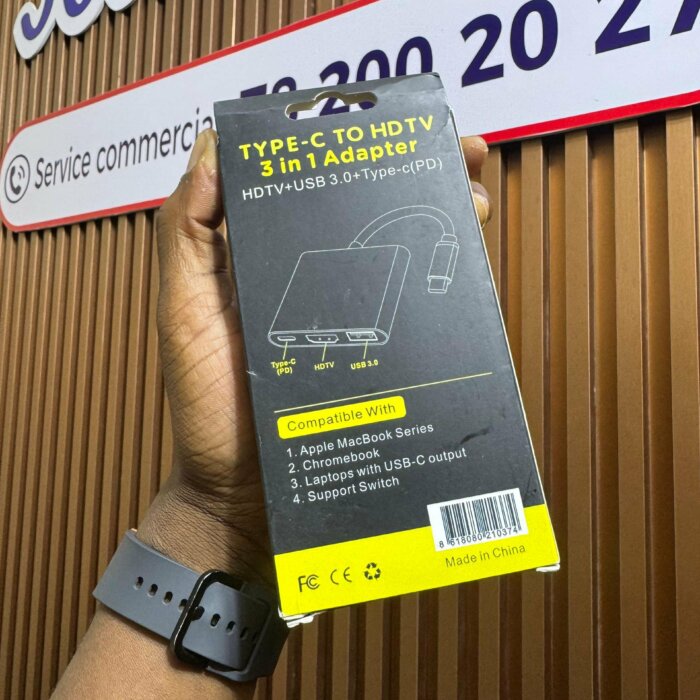 Service commercia
78 200 20 27
TYPE-C TO HDTV
3 in 1 Adapter
HDTV+USB 3.0+Type-c(PD)
Type-C
(PD)
HDTV
USB 3.0
Compatible With
1. Apple MacBook Series
2. Chromebook
3. Laptops with USB-C output
4. Support Switch
8 618080 210374
Made in China
FC CE